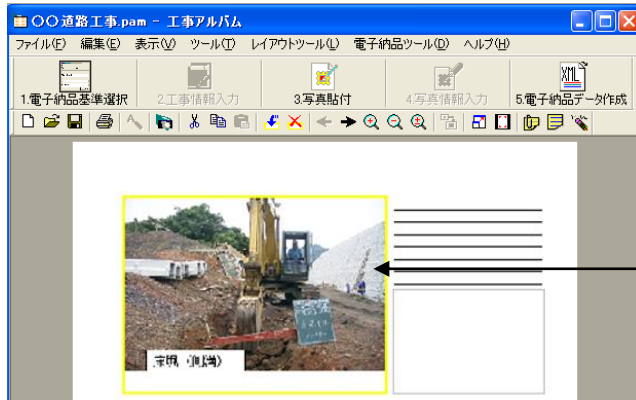 〇〇道路工事.pam - 工事アルバム
ファイル(F) 編集(E) 表示(V) ツール(T) レイアウトツール(L) 電子納品ツール(D) ヘルプ(H)
XML
1.電子納品基準選択 2.工事情報入力 3.写真貼付 4.写真情報入力 5.電子納品データ作成